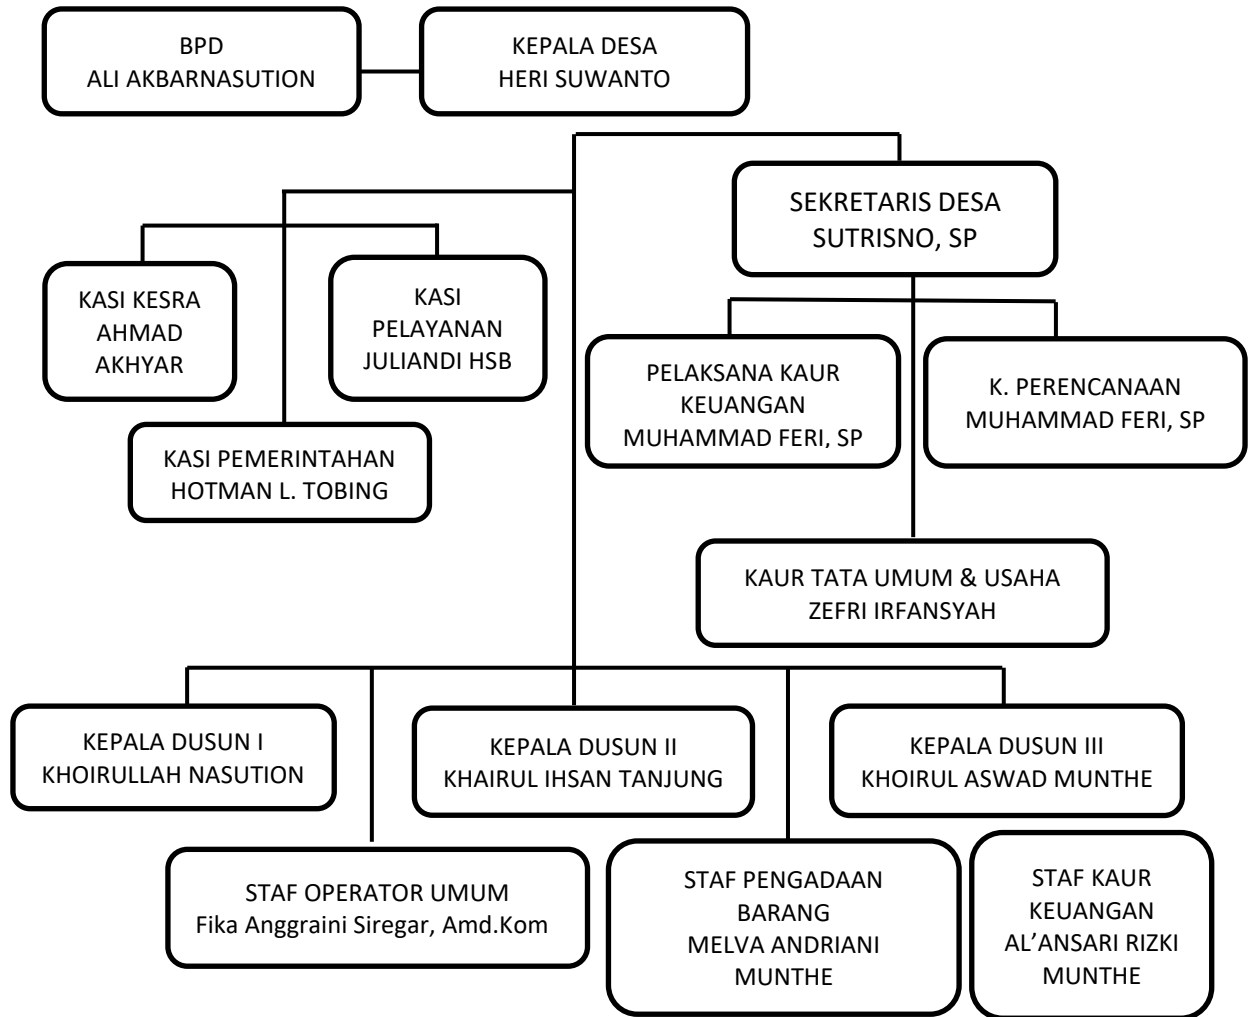 BPD
ALI AKBARNASUTION
KEPALA DESA
HERI SUWANTO
SEKRETARIS DESA
SUTRISNO, SP
KASI KESRA
AHMAD
AKHYAR
KASI
PELAYANAN
JULIANDI HSB
PELAKSANA KAUR
KEUANGAN
MUHAMMAD FERI, SP
K. PERENCANAAN
MUHAMMAD FERI, SP
KASI PEMERINTAHAN
HOTMAN L. TOBING
KAUR TATA UMUM & USAHA
ZEFRI IRFANSYAH
KEPALA DUSUN I
KHOIRULLAH NASUTION
KEPALA DUSUN II
KHAIRUL IHSAN TANJUNG
KEPALA DUSUN III
KHOIRUL ASWAD MUNTHE
STAF OPERATOR UMUM
Fika Anggraini Siregar, Amd.Kom
STAF PENGADAAN
BARANG
MELVA ANDRIANI
MUNTHE
STAF KAUR
KEUANGAN
AL’ANSARI RIZKI
MUNTHE